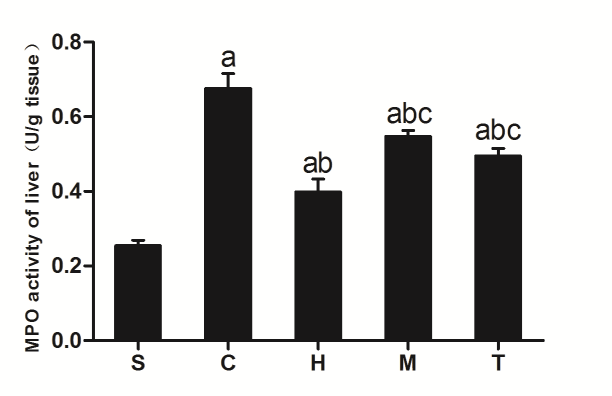 MPO activity of liver（U/g tissue）
0.8
0.6
0.4
0.2
0.0
a
ab
abc
abc
S C H M T